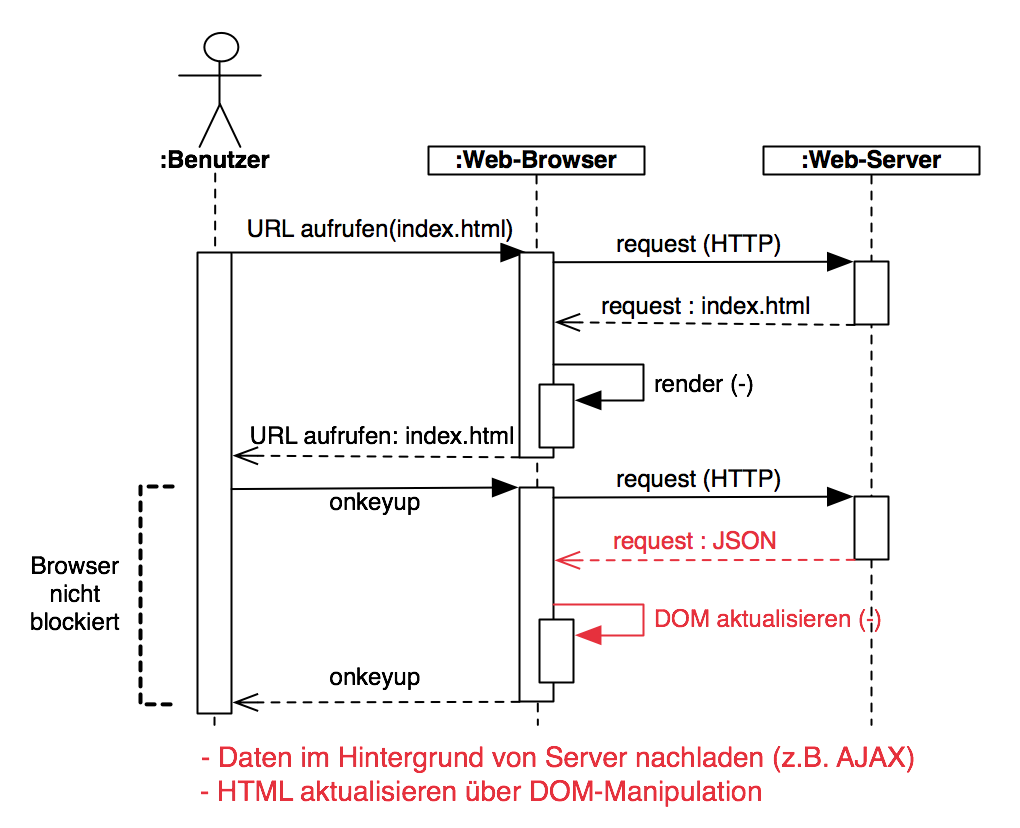 :Benutzer
:Web-Browser
:Web-Server
URL aufrufen(index.html)
request (HTTP)
request : index.html
render (-)
URL aufrufen: index.html
request (HTTP)
onkeyup
request : JSON
Browser
nicht
blockiert
DOM aktualisieren (-)
onkeyup
- Daten im Hintergrund von Server nachladen (z.B. AJAX)
- HTML aktualisieren über DOM-Manipulation